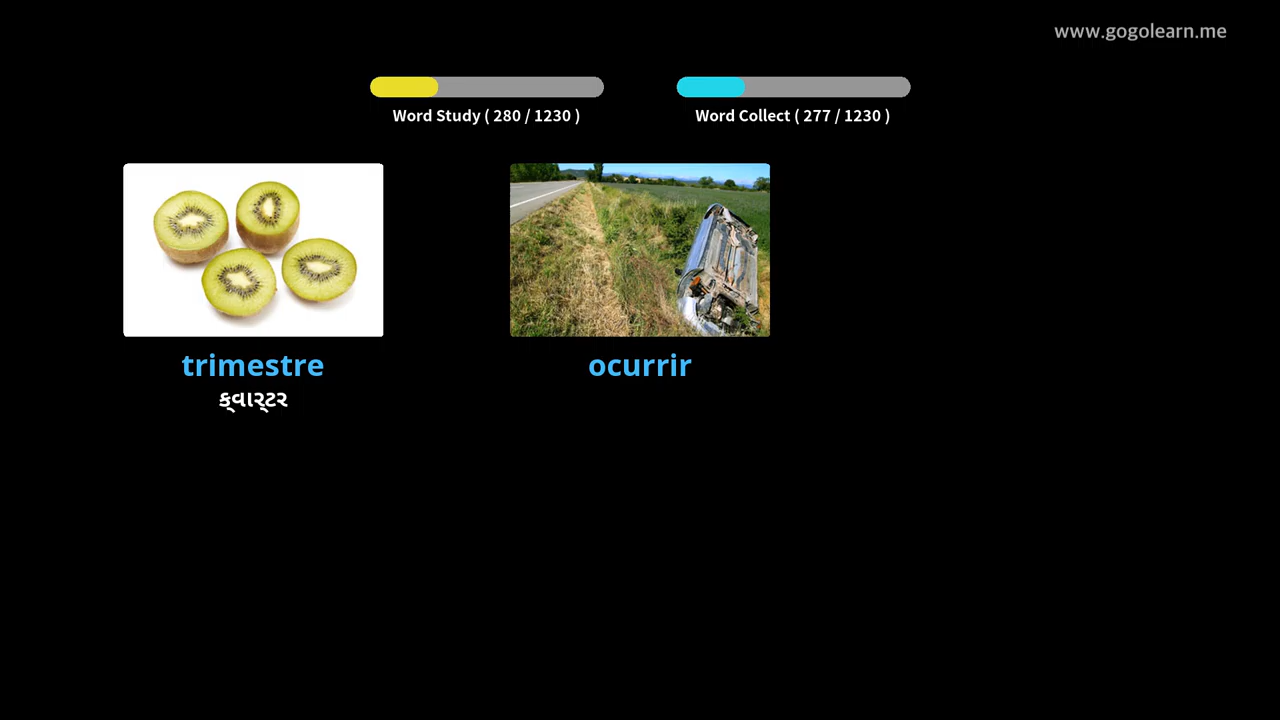 www.gogolearn.me
Word Study ( 280 / 1230 )
Word Collect ( 277 / 1230 )
trimestre
ocurrir
ક્વાર્ટર